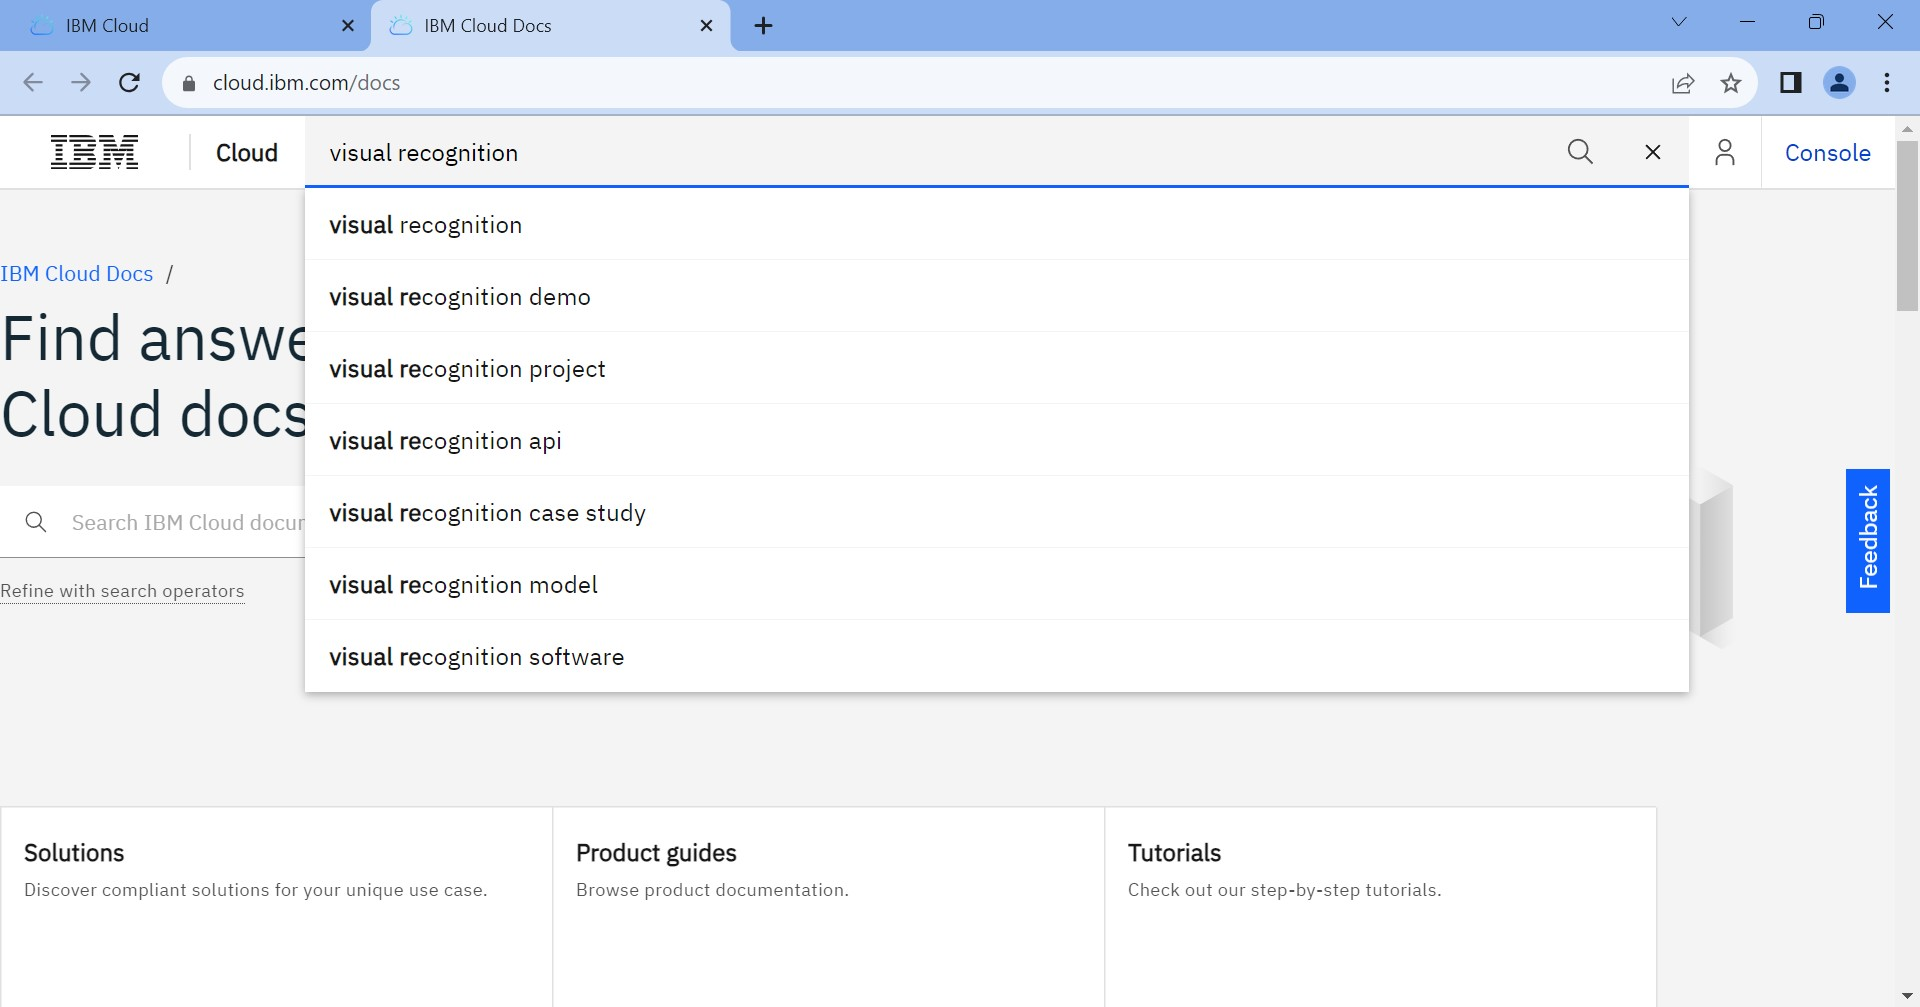 IBM Cloud
IBM Cloud Docs
cloud.ibm.com/docs
IBM
Cloud
visual recognition
Console
visual recognition
visual recognition demo
visual recognition project
visual recognition api
visual recognition case study
visual recognition model
visual recognition software
IBM Cloud Docs /
Find answe
Cloud docs
Search IBM Cloud docu
Refine with search operators
Feedback
Solutions
Discover compliant solutions for your unique use case.
Product guides
Browse product documentation.
Tutorials
Check out our step-by-step tutorials.